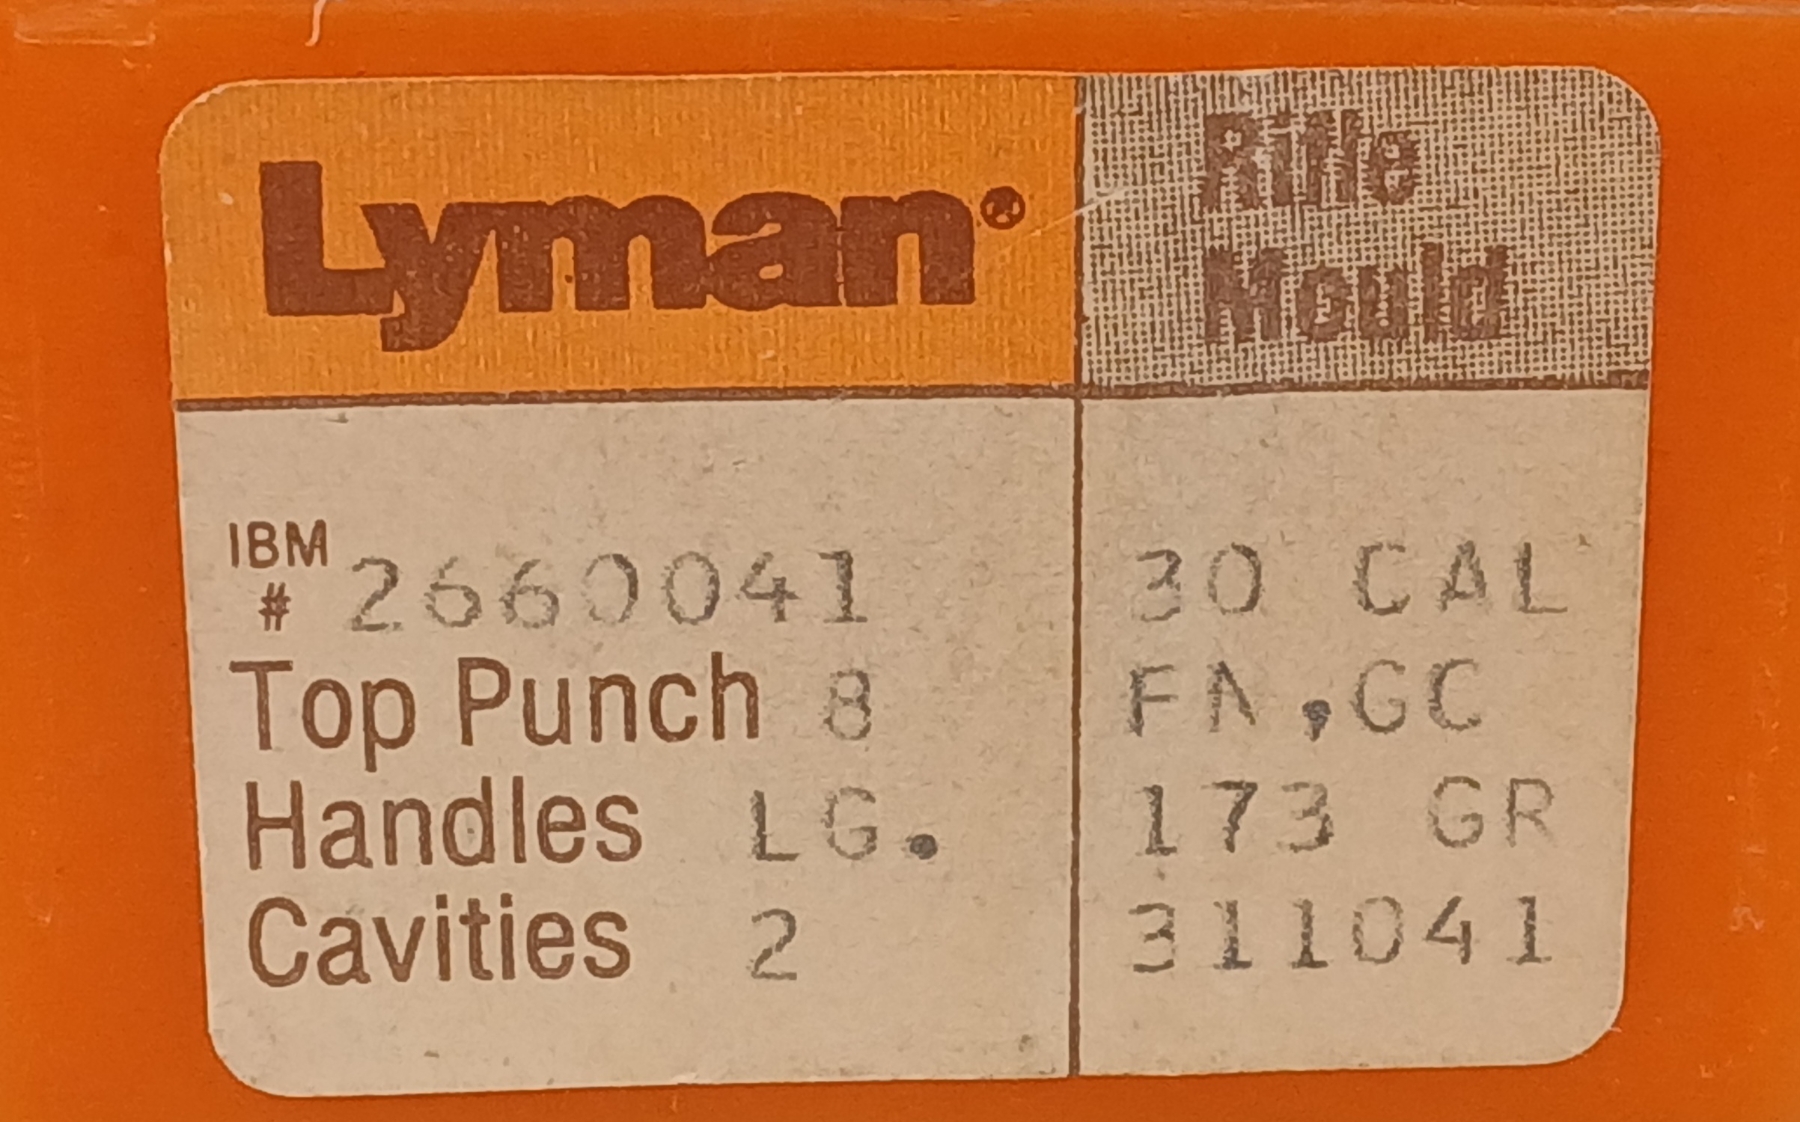 Lyman®
Rifle
Mould
IBM
# 2660041
Top Punch 8
Handles LG.
Cavities 2
30 CAL
FN,GC
173 GR
311041